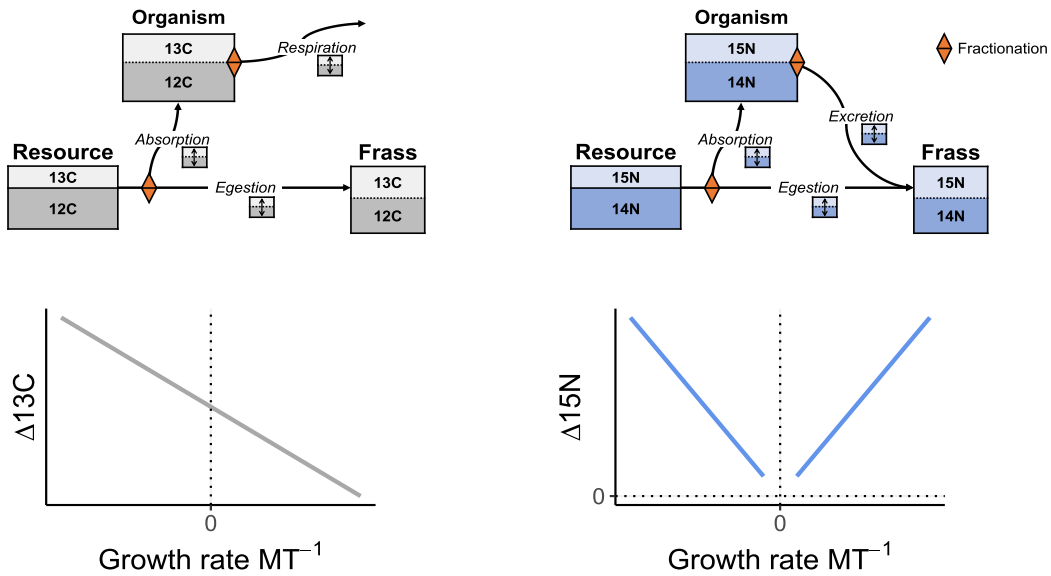 Organism
13C
12C
Respiration
Absorption
Resource
13C
12C
Egestion
Frass
13C
12C
Organism
15N
14N
Fractionation
Excretion
Absorption
Resource
15N
14N
Egestion
Frass
15N
14N
Δ13C
0
Growth rate MT⁻¹
Δ15N
0
0
Growth rate MT⁻¹